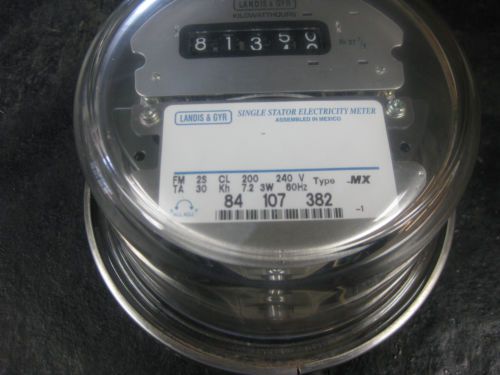 LANDIS & GYR
KILOWATTHOURS
8 1 3 5
LANDIS & GYR
SINGLE STATOR ELECTRICITY METER
ASSEMBLED IN MEXICO
FM 2S CL 200 240 V Type MX
TA 30 Kh 7.2 3W 60Hz
84 107 382